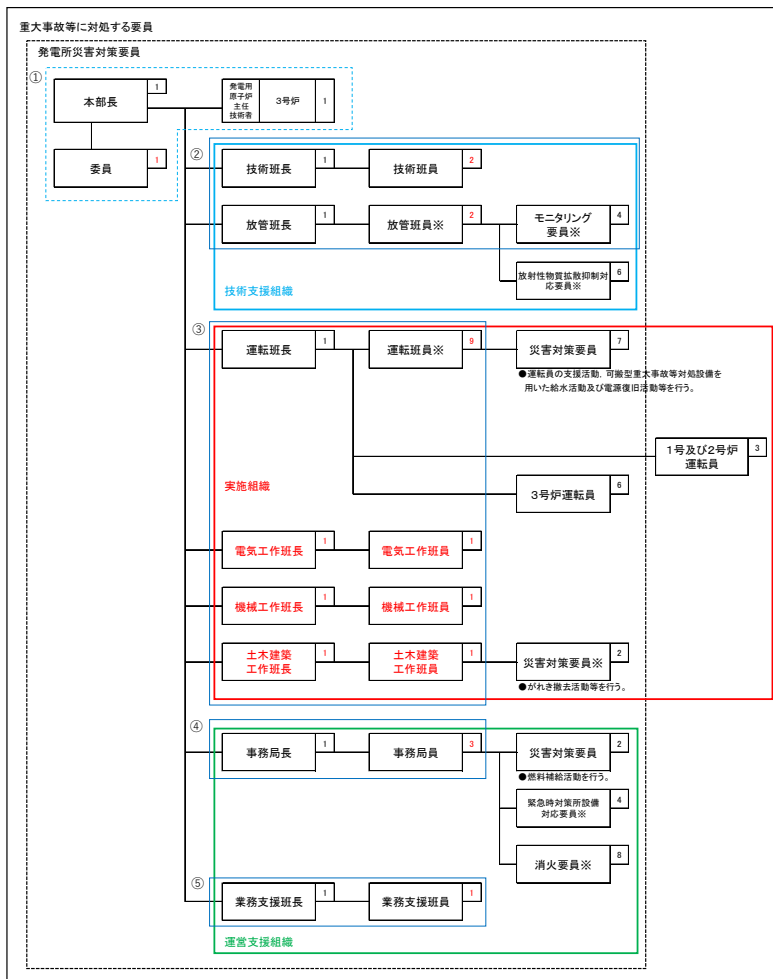 重大事故等に対処する要員
発電所災害対策要員
①
本部長
1
発電用
原子炉
主任
技術者
3号炉
1
委員
1
②
技術班長
1
技術班員
2
放管班長
1
放管班員※
2
モニタリング
要員※
4
放射性物質拡散抑制対
応要員※
6
技術支援組織
③
運転班長
1
運転班員※
9
災害対策要員
7
●運転員の支援活動，可搬型重大事故等対処設備を
用いた給水活動及び電源復旧活動等を行う。
1号及び2号炉
運転員
3
3号炉運転員
6
実施組織
電気工作班長
1
電気工作班員
1
機械工作班長
1
機械工作班員
1
土木建築
工作班長
1
土木建築
工作班員
1
災害対策要員※
2
●がれき撤去活動等を行う。
④
事務局長
1
事務局員
3
災害対策要員
2
●燃料補給活動を行う。
緊急時対策所設備
対応要員※
4
消火要員※
8
⑤
業務支援班長
1
業務支援班員
1
運営支援組織